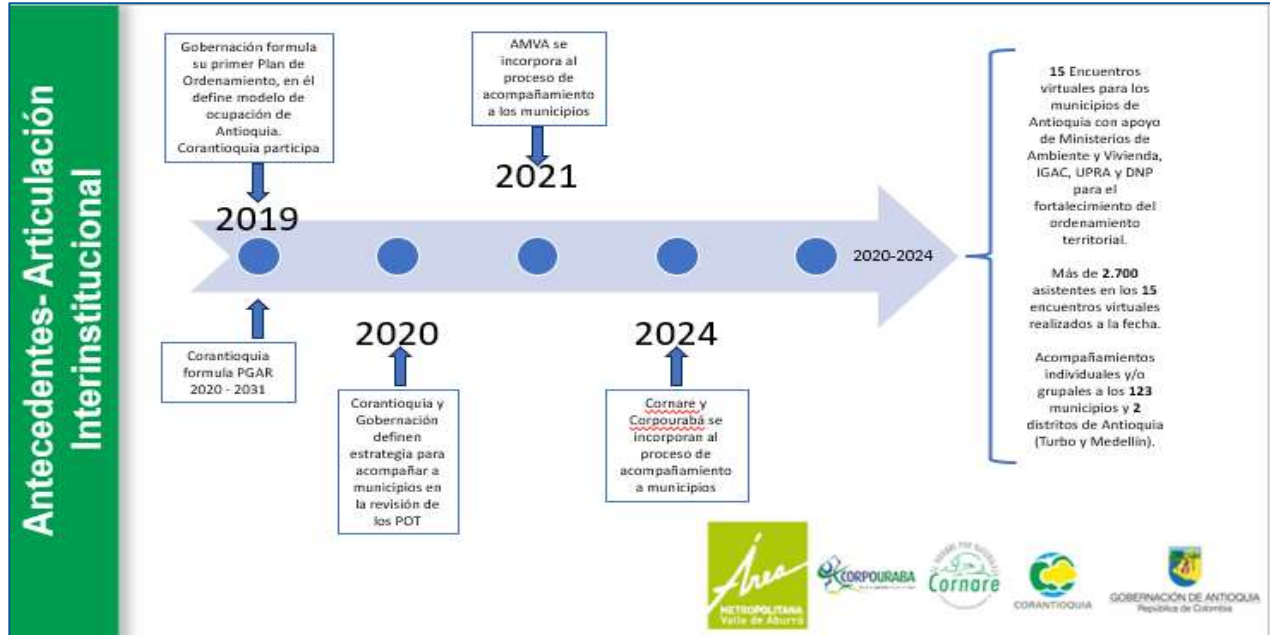 Antecedentes- Articulación
Interinstitucional
Gobernación formula
su primer Plan de
Ordenamiento, en él
define modelo de
ocupación de
Antioquia.
Corantioquia participa
2019
Corantioquia
formula PGAR
2020 - 2031
2020
Corantioquia y
Gobernación
definen
estrategia para
acompañar a
municipios en
la revisión de
los POT
AMVA se
incorpora al
proceso de
acompañamiento
a los municipios
2021
2024
Cornare y
Corpourabá se
incorporan al
proceso de
acompañamiento
a municipios
2020-2024
15 Encuentros
virtuales para los
municipios de
Antioquia con apoyo
de Ministerios de
Ambiente y Vivienda,
IGAC, UPRA y DNP
para el
fortalecimiento del
ordenamiento
territorial.
Más de 2.700
asistentes en los 15
encuentros virtuales
realizados a la fecha.
Acompañamientos
individuales y/o
grupales a los 123
municipios y 2
distritos de Antioquia
(Turbo y Medellín).
Área
METROPOLITANA
Valle de Aburrá
CORPOURABA
Cornare
CORANTIOQUIA
GOBERNACIÓN DE ANTIOQUIA
República de Colombia